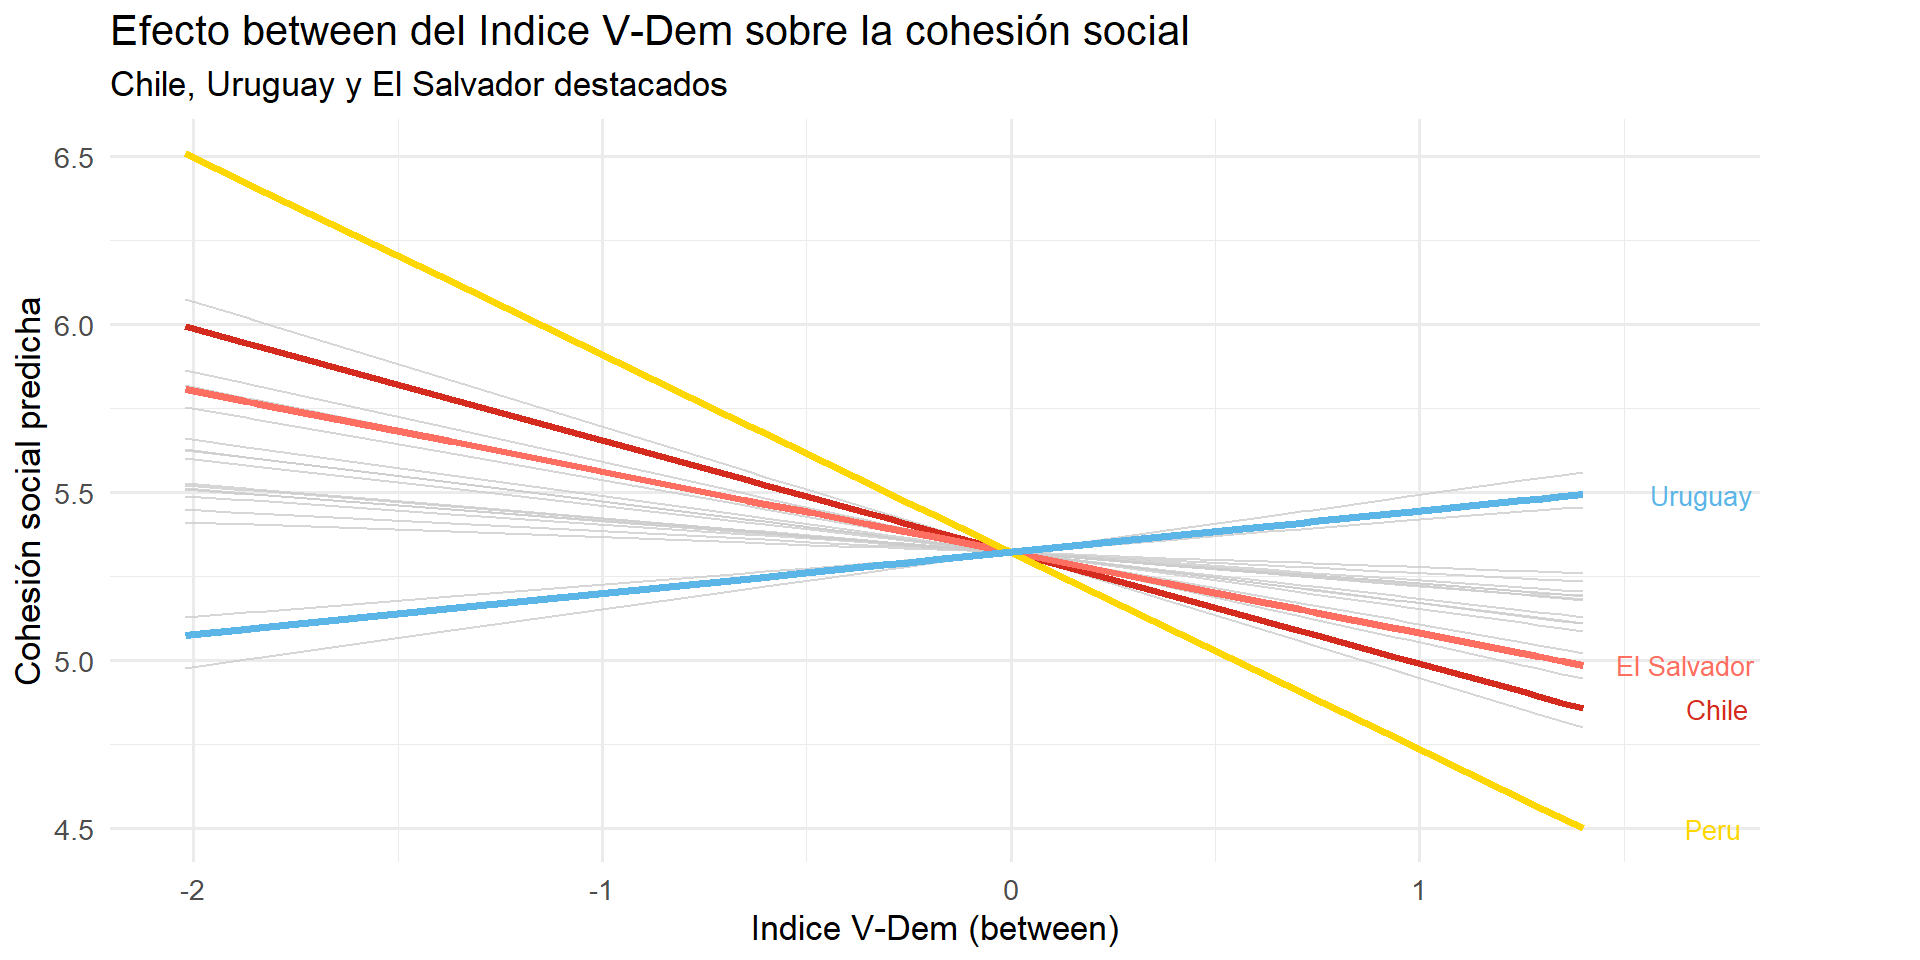 Efecto between del Indice V-Dem sobre la cohesión social
Chile, Uruguay y El Salvador destacados
Cohesión social predicha
6.5
6.0
5.5
5.0
4.5
Uruguay
El Salvador
Chile
Peru
-2
-1
0
1
Indice V-Dem (between)